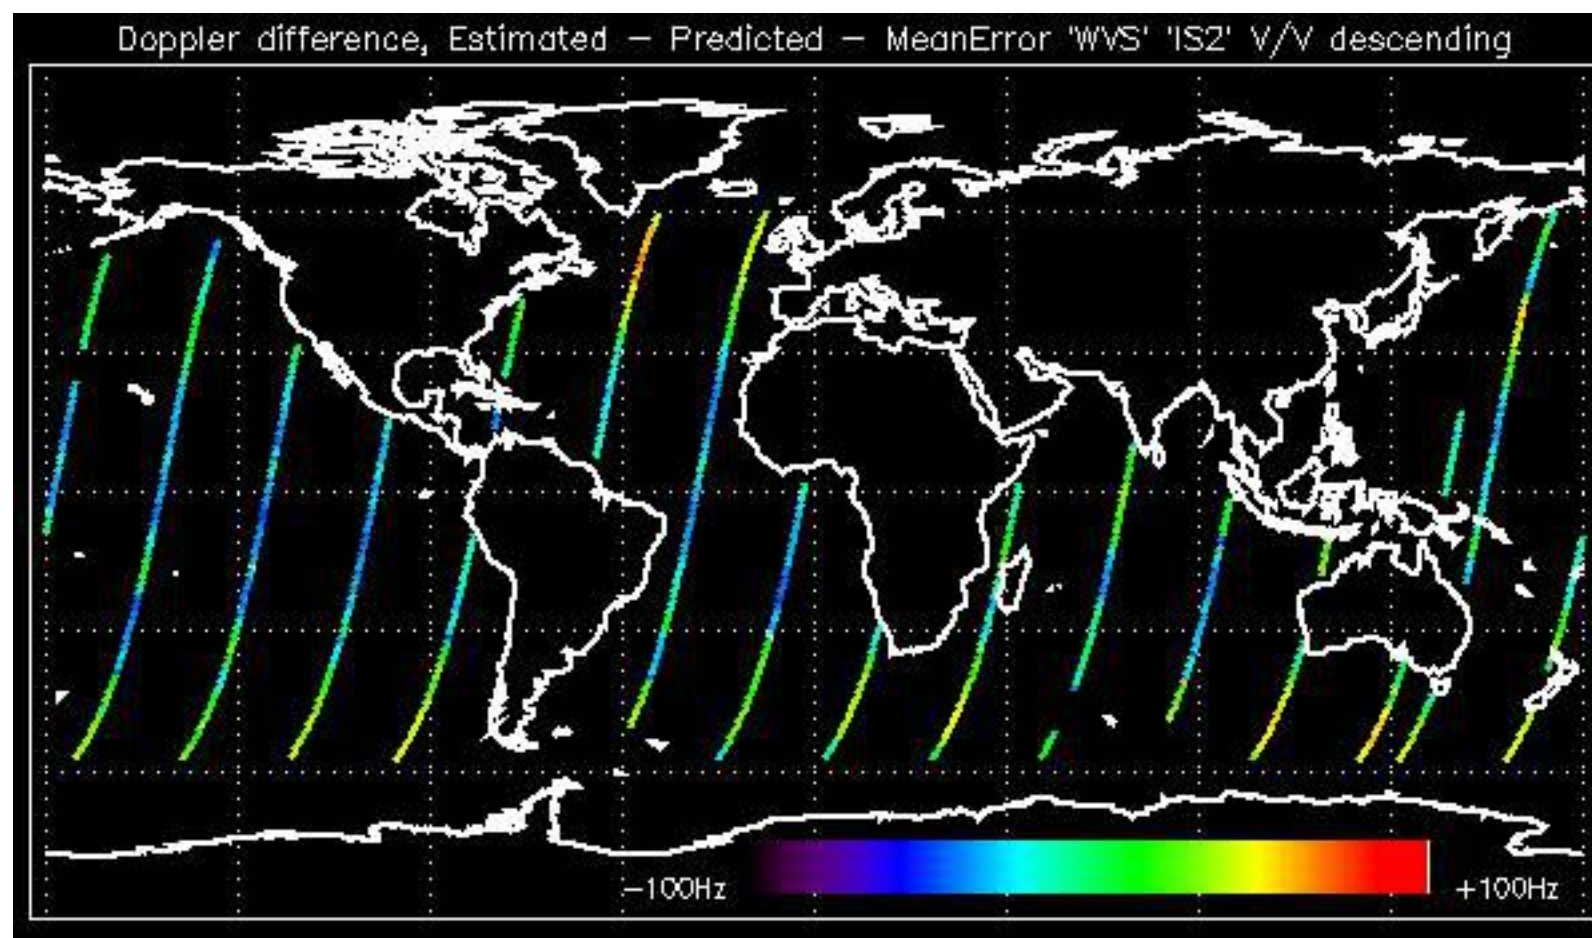 Doppler difference, Estimated – Predicted – MeanError 'WVS' 'IS2' V/V descending
–100Hz +100Hz